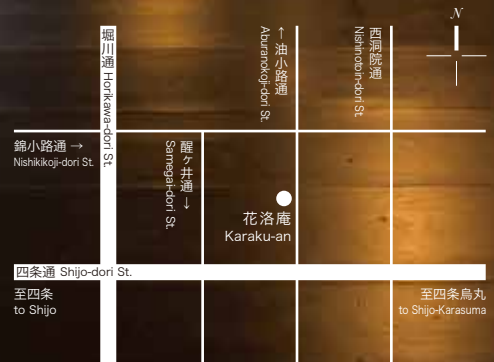 N
堀川通 Horikawa-dori St.
← 油小路通
Aburanokoji-dori St.
西洞院通
Nishinotoin-dori St.
錦小路通 →
Nishikikoji-dori St.
醒ヶ井通 →
Samegai-dori St.
花洛庵
Karaku-an
四条通 Shijo-dori St.
至四条
to Shijo
至四条烏丸
to Shijo-Karasuma